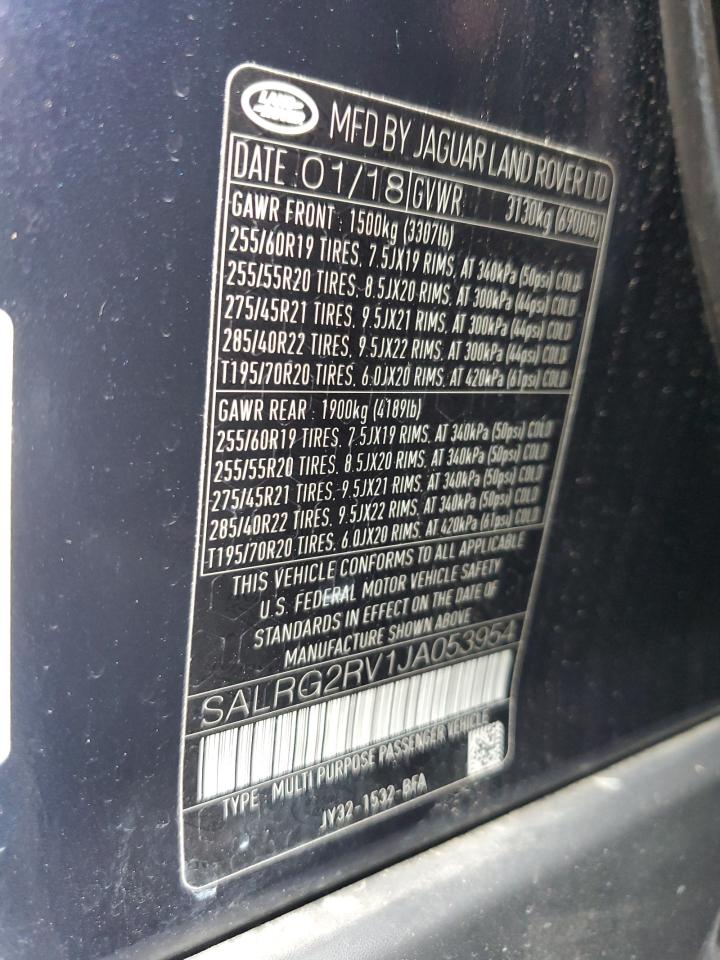 LAND-
ROVER
MFD BY JAGUAR LAND ROVER LTD
DATE: 01/18 GVWR: 3130kg (6900lb)
GAWR FRONT : 1500kg (3307lb)
255/60R19 TIRES, 7.5JX19 RIMS, AT 340kPa (50psi) COLD
255/55R20 TIRES, 8.5JX20 RIMS, AT 300kPa (44psi) COLD
275/45R21 TIRES, 9.5JX21 RIMS, AT 300kPa (44psi) COLD
285/40R22 TIRES, 9.5JX22 RIMS, AT 300kPa (44psi) COLD
T195/70R20 TIRES, 6.0JX20 RIMS, AT 420kPa (61psi) COLD
GAWR REAR : 1900kg (4189lb)
255/60R19 TIRES, 7.5JX19 RIMS, AT 340kPa (50psi) COLD
255/55R20 TIRES, 8.5JX20 RIMS, AT 340kPa (50psi) COLD
275/45R21 TIRES, 9.5JX21 RIMS, AT 340kPa (50psi) COLD
285/40R22 TIRES, 9.5JX22 RIMS, AT 340kPa (50psi) COLD
T195/70R20 TIRES, 6.0JX20 RIMS, AT 420kPa (61psi) COLD
THIS VEHICLE CONFORMS TO ALL APPLICABLE
U.S. FEDERAL MOTOR VEHICLE SAFETY
STANDARDS IN EFFECT ON THE DATE OF
MANUFACTURE SHOWN ABOVE
SALRG2RV1JA053954
TYPE : MULTI PURPOSE PASSENGER VEHICLE
JY32-1532-BFA